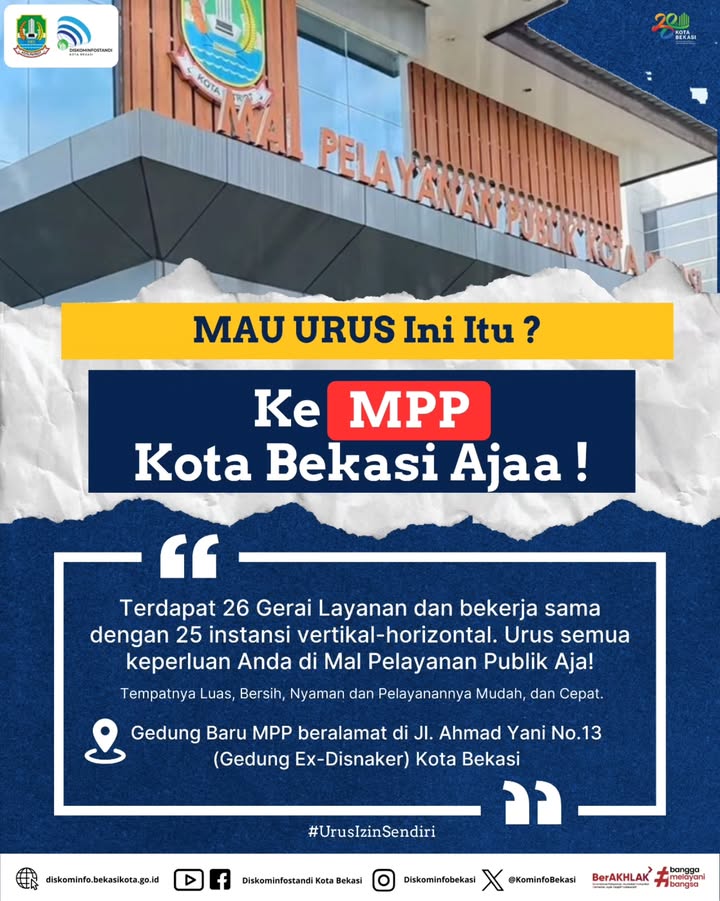 DISKOMINFOSTANDI
KOTA BEKASI
KOTA
BEKASI
KOTA
MAL PELAYANAN PUBLIK KOTA
MAU URUS Ini Itu ?
Ke MPP
Kota Bekasi Ajaa !
Terdapat 26 Gerai Layanan dan bekerja sama
dengan 25 instansi vertikal-horizontal. Urus semua
keperluan Anda di Mal Pelayanan Publik Aja!
Tempatnya Luas, Bersih, Nyaman dan Pelayanannya Mudah, dan Cepat.
Gedung Baru MPP beralamat di Jl. Ahmad Yani No.13
(Gedung Ex-Disnaker) Kota Bekasi
#UrusIzinSendiri
diskominfo.bekasikota.go.id
Diskominfostandi Kota Bekasi
Diskominfobekasi
@KominfoBekasi
BerAKHLAK
#bangga
melayani
bangsa